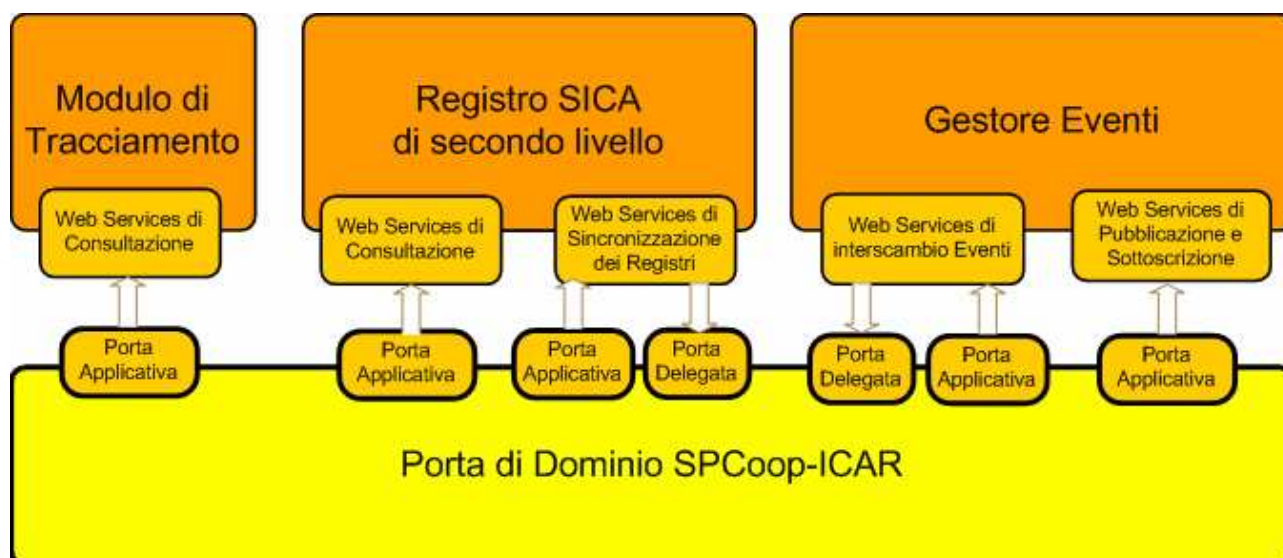 Modulo di
Tracciamento
Registro SICA
di secondo livello
Gestore Eventi
Web Services di
Consultazione
Web Services di
Consultazione
Web Services di
Sincronizzazione
dei Registri
Web Services di
interscambio Eventi
Web Services di
Pubblicazione e
Sottoscrizione
Porta
Applicativa
Porta
Applicativa
Porta
Applicativa
Porta
Delegata
Porta
Delegata
Porta
Applicativa
Porta
Applicativa
Porta di Dominio SPCoop-ICAR